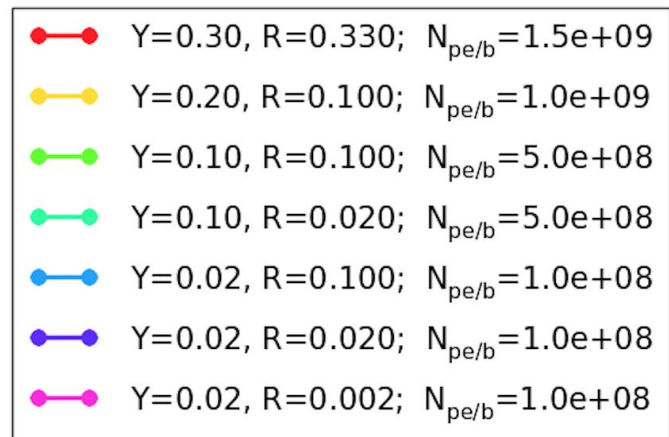 Y=0.30, R=0.330; N_pe/b=1.5e+09
Y=0.20, R=0.100; N_pe/b=1.0e+09
Y=0.10, R=0.100; N_pe/b=5.0e+08
Y=0.10, R=0.020; N_pe/b=5.0e+08
Y=0.02, R=0.100; N_pe/b=1.0e+08
Y=0.02, R=0.020; N_pe/b=1.0e+08
Y=0.02, R=0.002; N_pe/b=1.0e+08